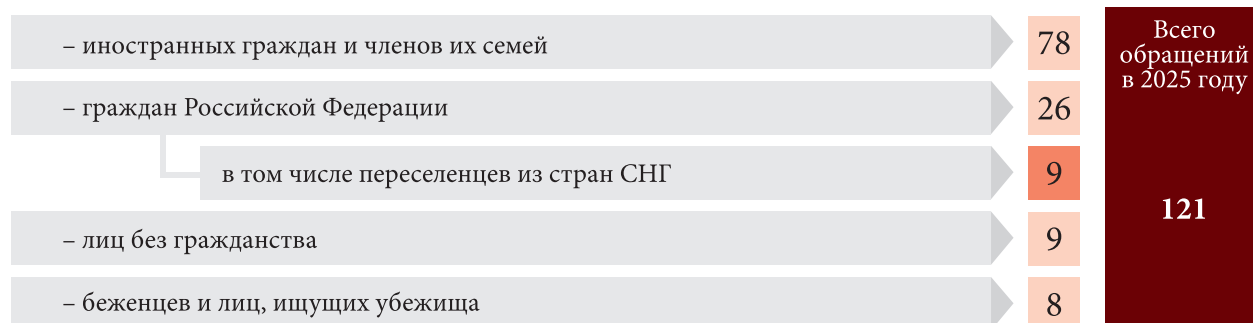 – иностранных граждан и членов их семей
78
– граждан Российской Федерации
26
в том числе переселенцев из стран СНГ
9
– лиц без гражданства
9
– беженцев и лиц, ищущих убежища
8
Всего
обращений
в 2025 году
121